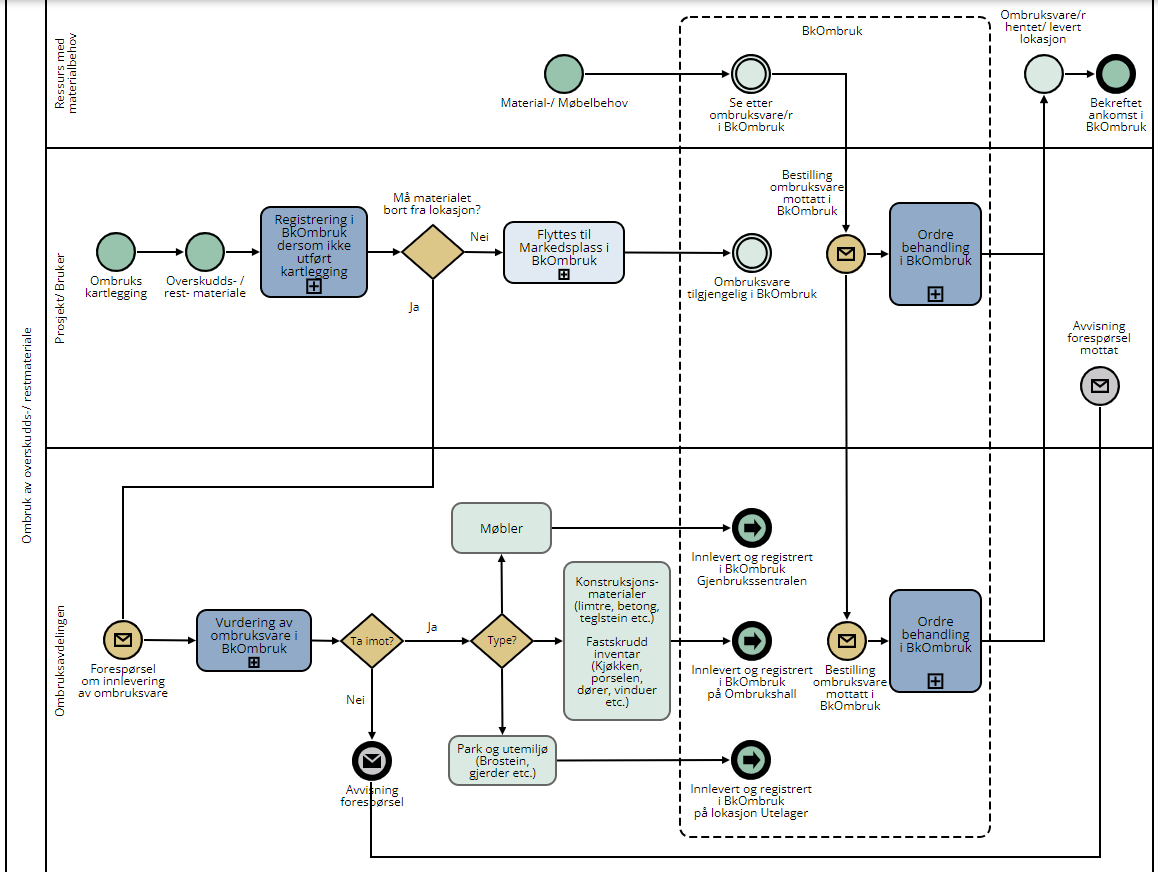 Ombruk av overskudds-/ restmateriale
Ressurs med
materialbehov
Material-/ Møbelbehov
BkOmbruk
Se etter
ombruksvare/r
i BkOmbruk
Ombruksvare/r
hentet/ levert
lokasjon
Bekreftet
ankomst i
BkOmbruk
Prosjekt/ Bruker
Ombruks
kartlegging
Overskudds- /
rest- materiale
Registrering i
BkOmbruk
dersom ikke
utført
kartlegging
Må materialet
bort fra lokasjon?
Nei
Ja
Flyttes til
Markedsplass i
BkOmbruk
Ombruksvare
tilgjengelig i BkOmbruk
Bestilling
ombruksvare
mottatt i
BkOmbruk
Ordre
behandling
i BkOmbruk
Avvisning
forespørsel
mottat
Ombruksavdelingen
Forespørsel
om innlevering
av ombruksvare
Vurdering av
ombruksvare i
BkOmbruk
Ta imot?
Ja
Nei
Avvisning
forespørsel
Type?
Møbler
Konstruksjons-
materialer
(limtre, betong,
teglstein etc.)
Fastskrudd
inventar
(Kjøkken,
porselen,
dører, vinduer
etc.)
Park og utemiljø
(Brostein,
gjerder etc.)
Innlevert og registrert
i BkOmbruk
Gjenbrukssentralen
Innlevert og registrert
i BkOmbruk
på Ombrukshall
Innlevert og registrert
i BkOmbruk
på lokasjon Utelager
Bestilling
ombruksvare
mottatt i
BkOmbruk
Ordre
behandling
i BkOmbruk